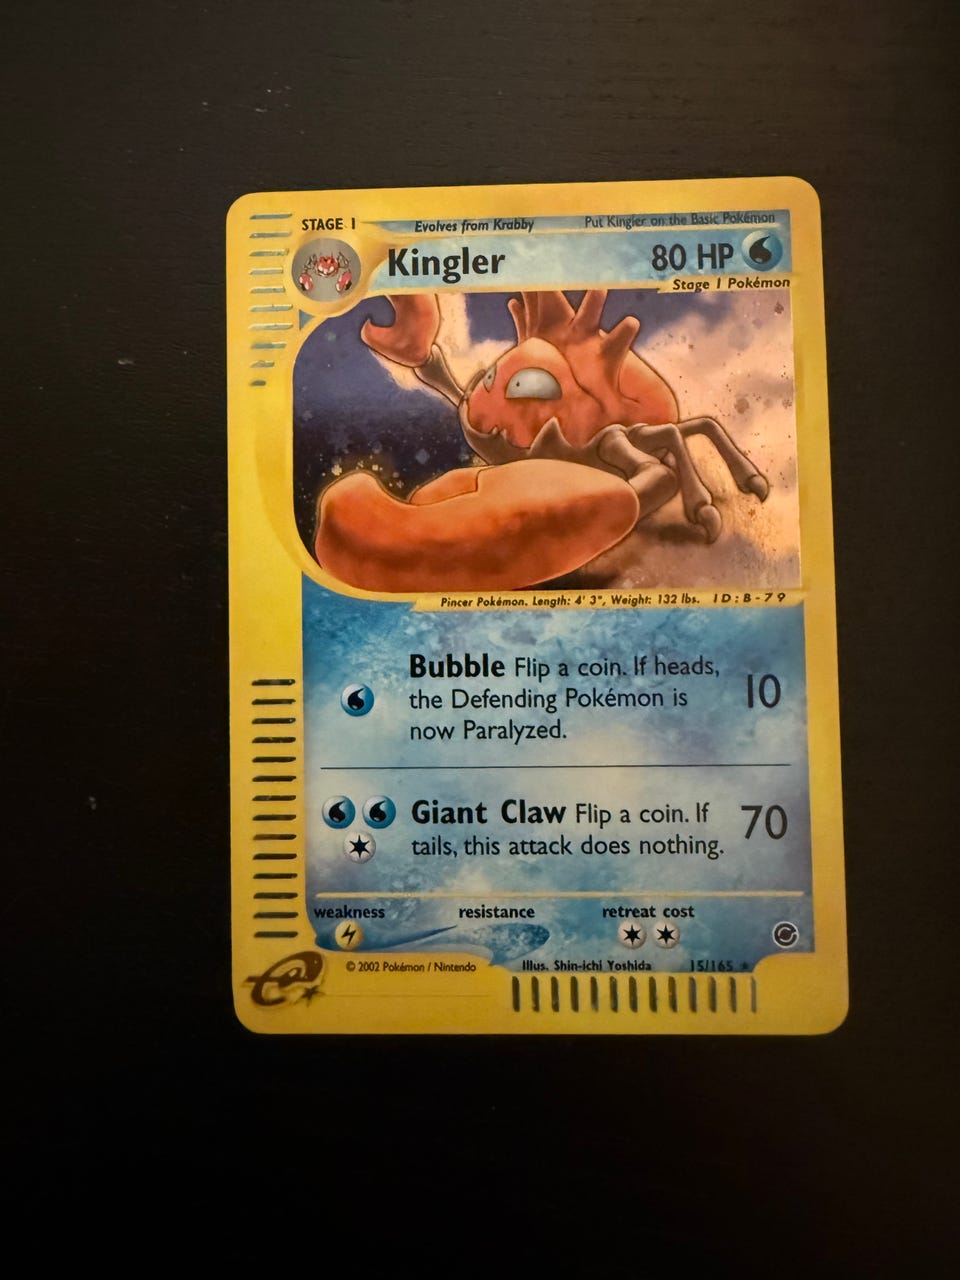 STAGE 1 Evolves from Krabby Put Kingler on the Basic Pokémon
Kingler 80 HP
Stage 1 Pokémon
Pincer Pokémon. Length: 4' 3", Weight: 132 lbs. ID:B-79
Bubble Flip a coin. If heads, 10
the Defending Pokémon is
now Paralyzed.
Giant Claw Flip a coin. If 70
tails, this attack does nothing.
weakness resistance retreat cost
© 2002 Pokémon / Nintendo Illus. Shin-ichi Yoshida 15/165 ★
e